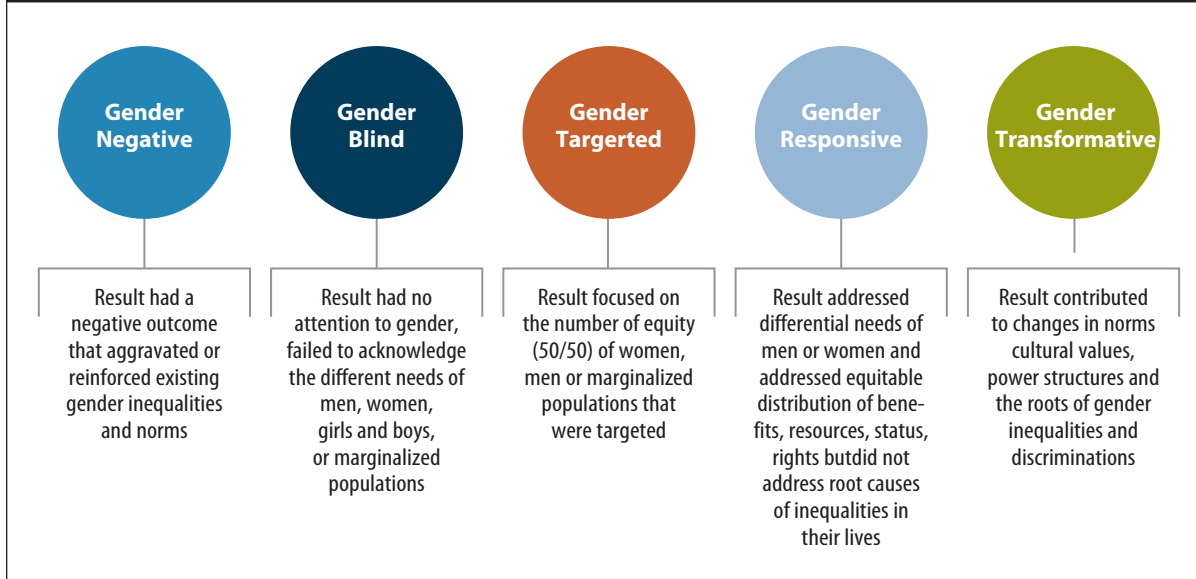 Gender
Negative
Gender
Blind
Gender
Targerted
Gender
Responsive
Gender
Transformative
Result had a
negative outcome
that aggravated or
reinforced existing
gender inequalities
and norms
Result had no
attention to gender,
failed to acknowledge
the different needs of
men, women,
girls and boys,
or marginalized
populations
Result focused on
the number of equity
(50/50) of women,
men or marginalized
populations that
were targeted
Result addressed
differential needs of
men or women and
addressed equitable
distribution of bene-
fits, resources, status,
rights butdid not
address root causes
of inequalities in
their lives
Result contributed
to changes in norms
cultural values,
power structures and
the roots of gender
inequalities and
discriminations